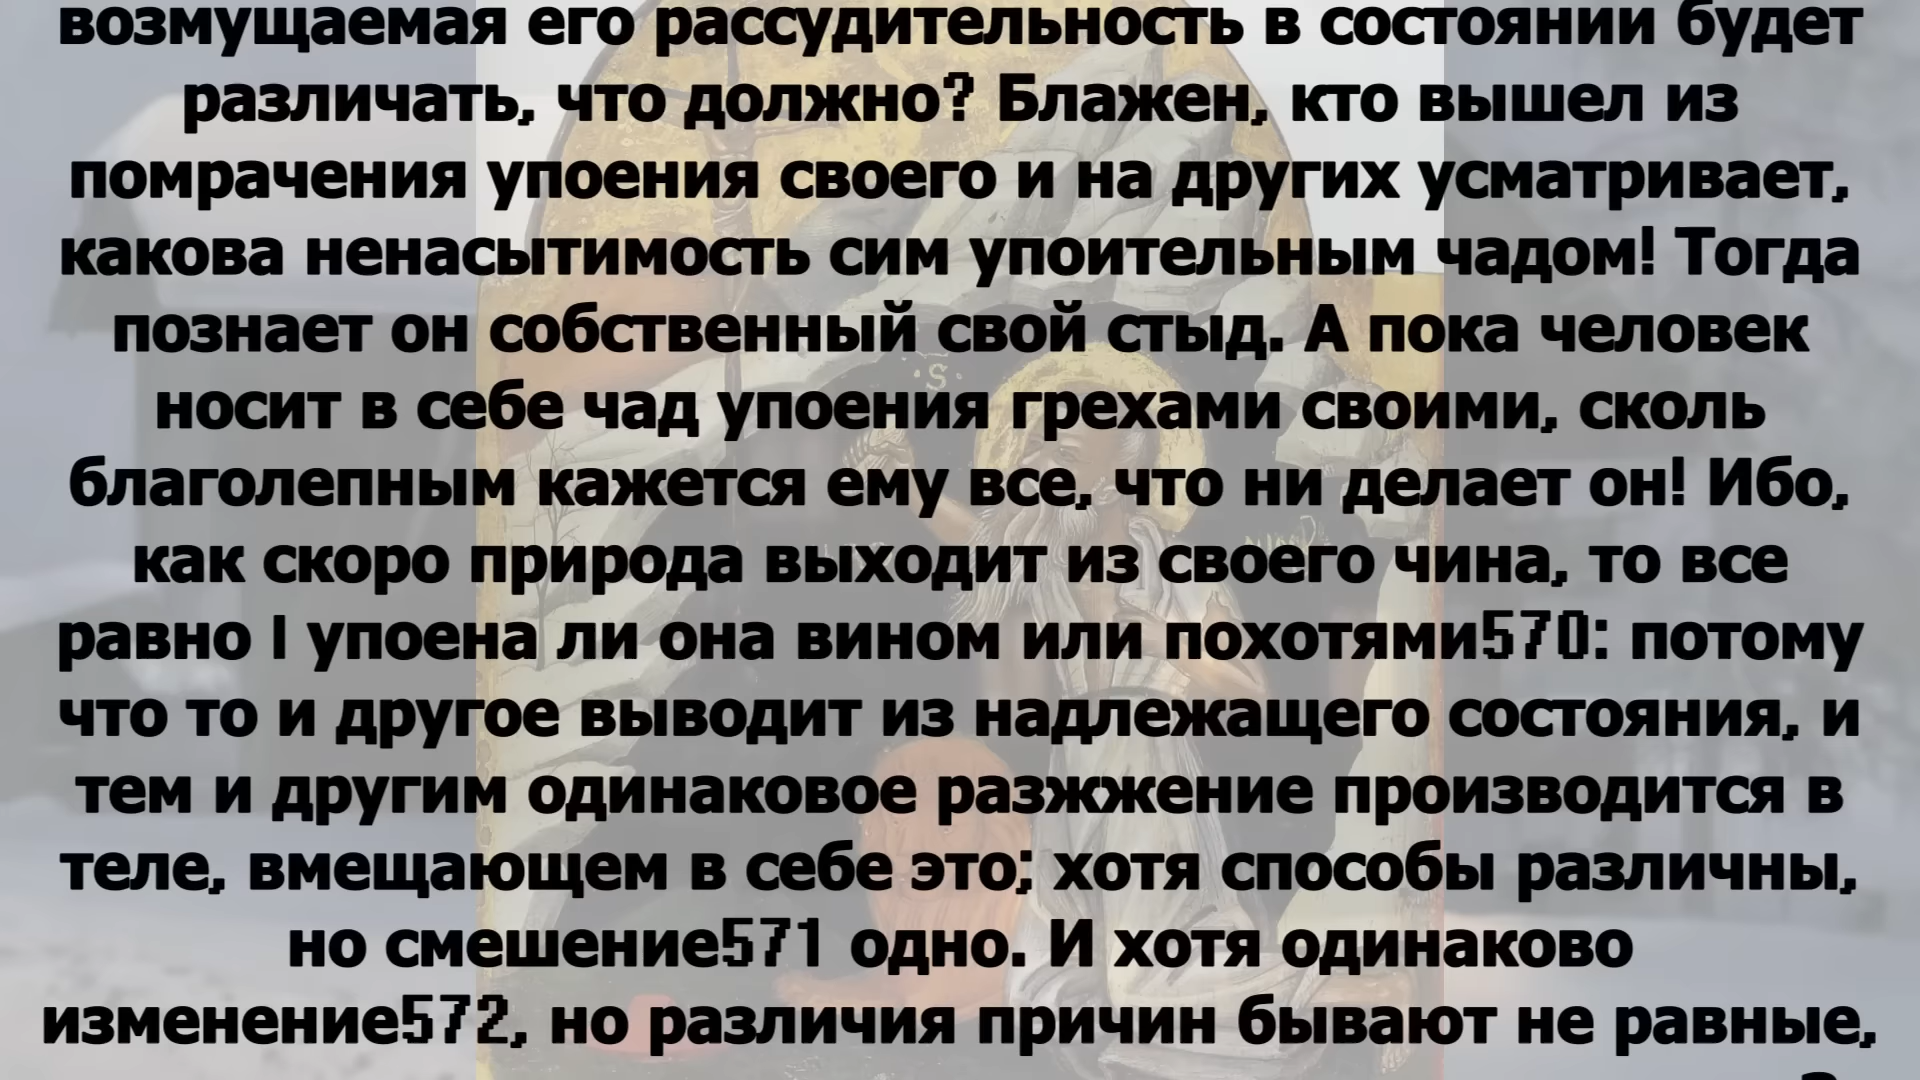 возмущаемая его рассудительность в состоянии будет
различать, что должно? Блажен, кто вышел из
помрачения упоения своего и на других усматривает,
какова ненасытимость сим упоительным чадом! Тогда
познает он собственный свой стыд. А пока человек
носит в себе чад упоения грехами своими, сколь
благолепным кажется ему все, что ни делает он! Ибо,
как скоро природа выходит из своего чина, то все
равно | упоена ли она вином или похотями570: потому
что то и другое выводит из надлежащего состояния, и
тем и другим одинаковое разжжение производится в
теле, вмещающем в себе это; хотя способы различны,
но смешение571 одно. И хотя одинаково
изменение572, но различия причин бывают не равные,